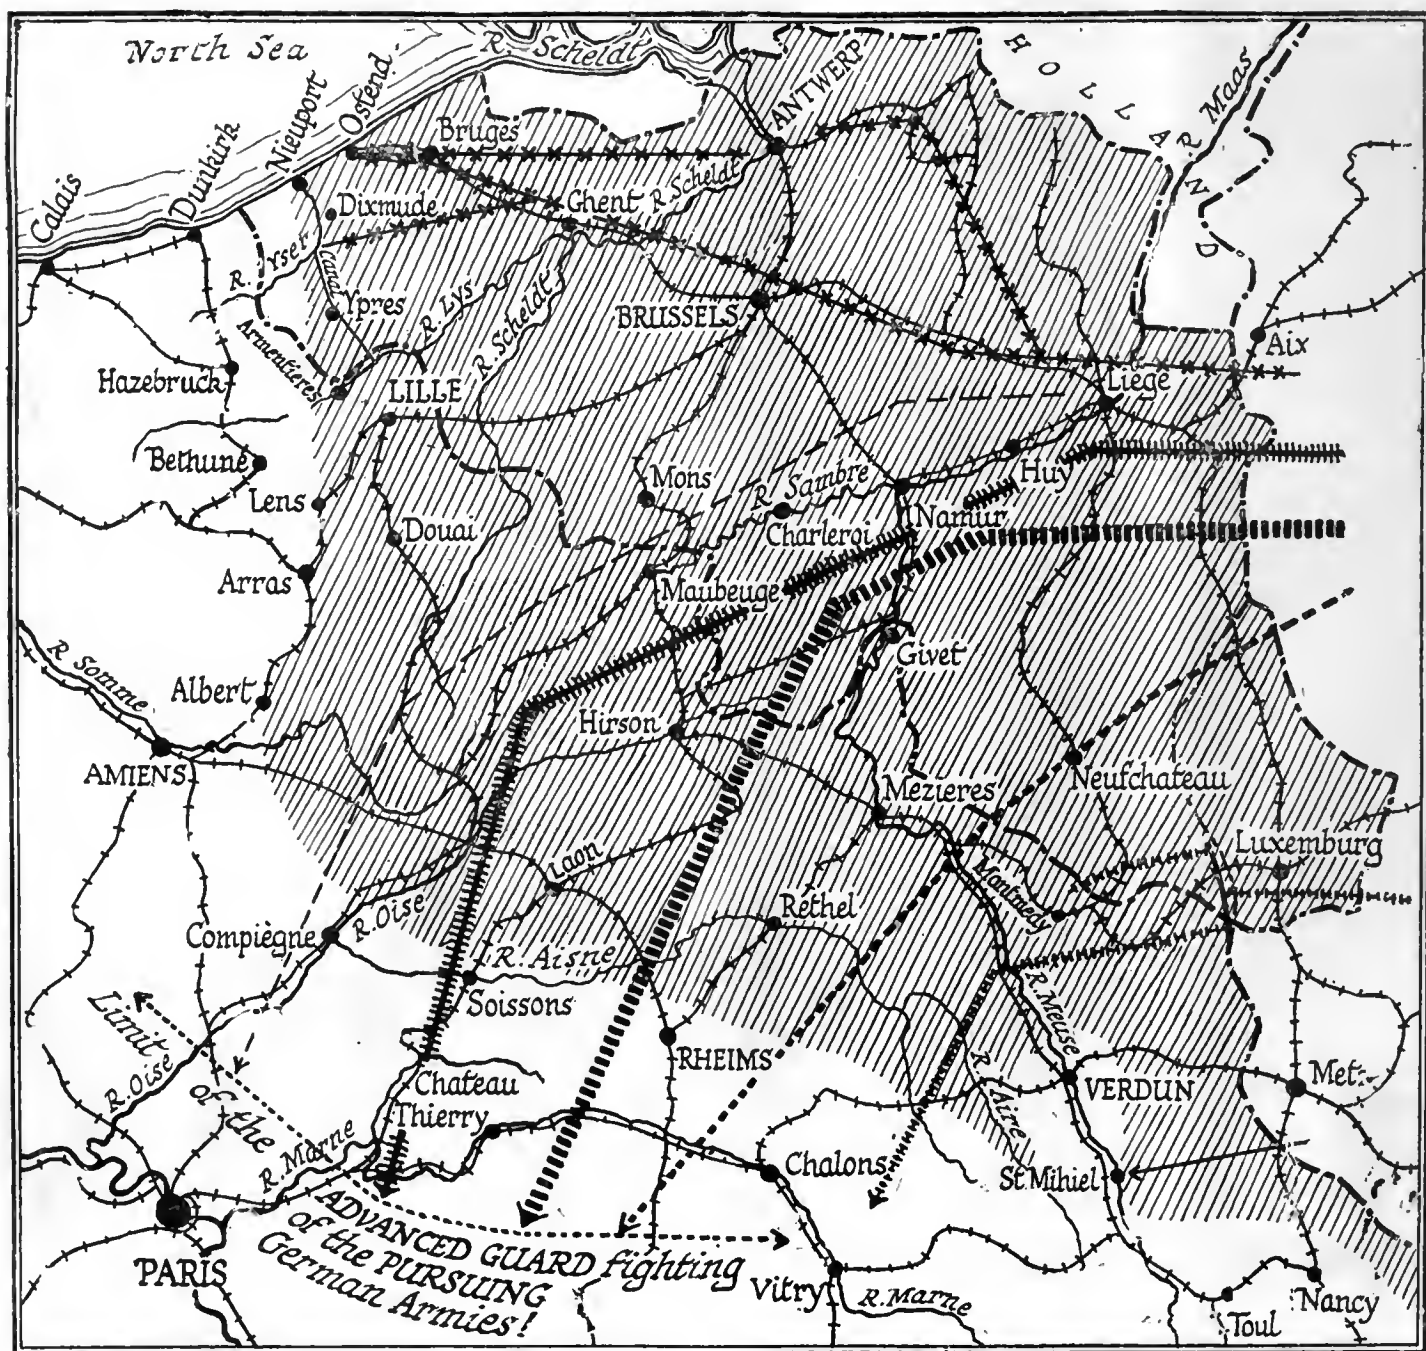 North Sea
R. Scheldt
HOLLAND
R. Maas
Ostend
Nieuport
Dunkirk
Calais
ANTWERP
Bruges
Dixmude
Ghent
R. Scheldt
R. Yser
Canal
Ypres
R. Lys
R. Scheldt
BRUSSELS
Armentieres
Hazebruck
LILLE
Liege
Aix
Bethune
Lens
Mons
R. Sambre
Huy
Douai
Charleroi
Namur
Arras
Maubeuge
Givet
R. Somme
Albert
Hirson
AMIENS
Mezieres
Neufchateau
Luxemburg
Laon
Montmedy
Compiègne
R. Oise
Rethel
R. Aisne
Soissons
R. Meuse
Limit
of the
R. Oise
RHEIMS
R. Aire
VERDUN
Chateau
Thierry
R. Marne
Chalons
St. Mihiel
ADVANCED GUARD fighting
of the PURSUING
German Armies!
PARIS
Vitry
R. Marne
Toul
Nancy